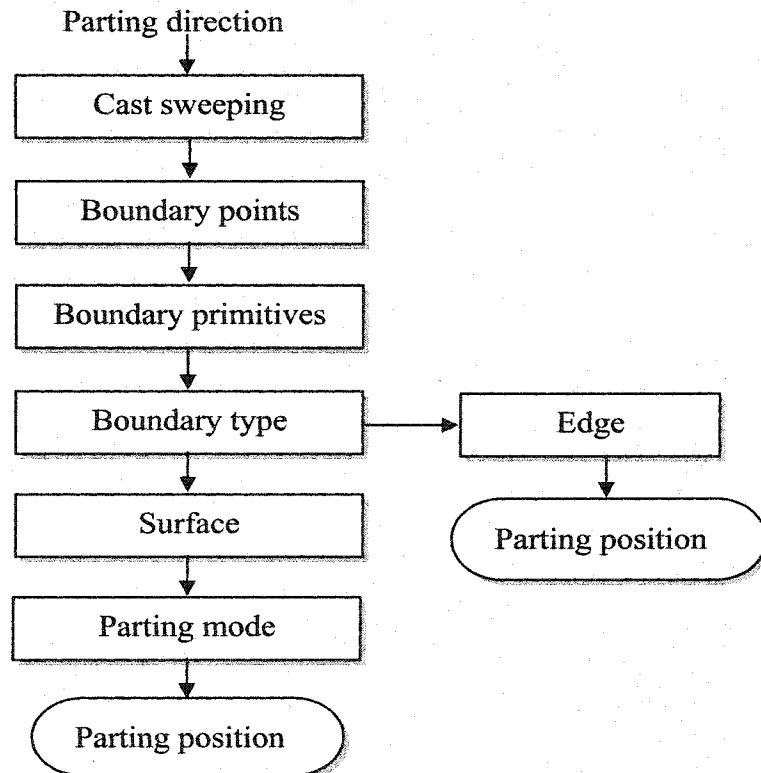 Parting direction
Cast sweeping
Boundary points
Boundary primitives
Boundary type
Edge
Surface
Parting position
Parting mode
Parting position